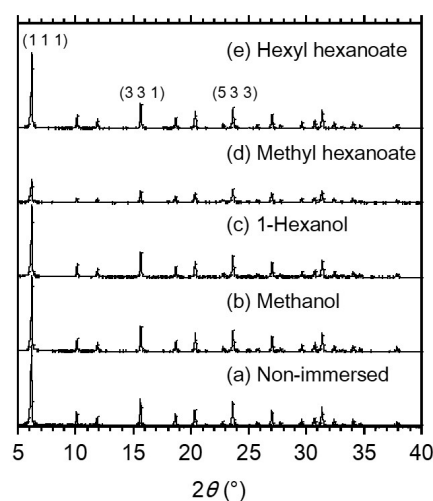 (1 1 1)
(e) Hexyl hexanoate
(3 3 1)
(5 3 3)
(d) Methyl hexanoate
(c) 1-Hexanol
(b) Methanol
(a) Non-immersed
5 10 15 20 25 30 35 40
2θ (°)